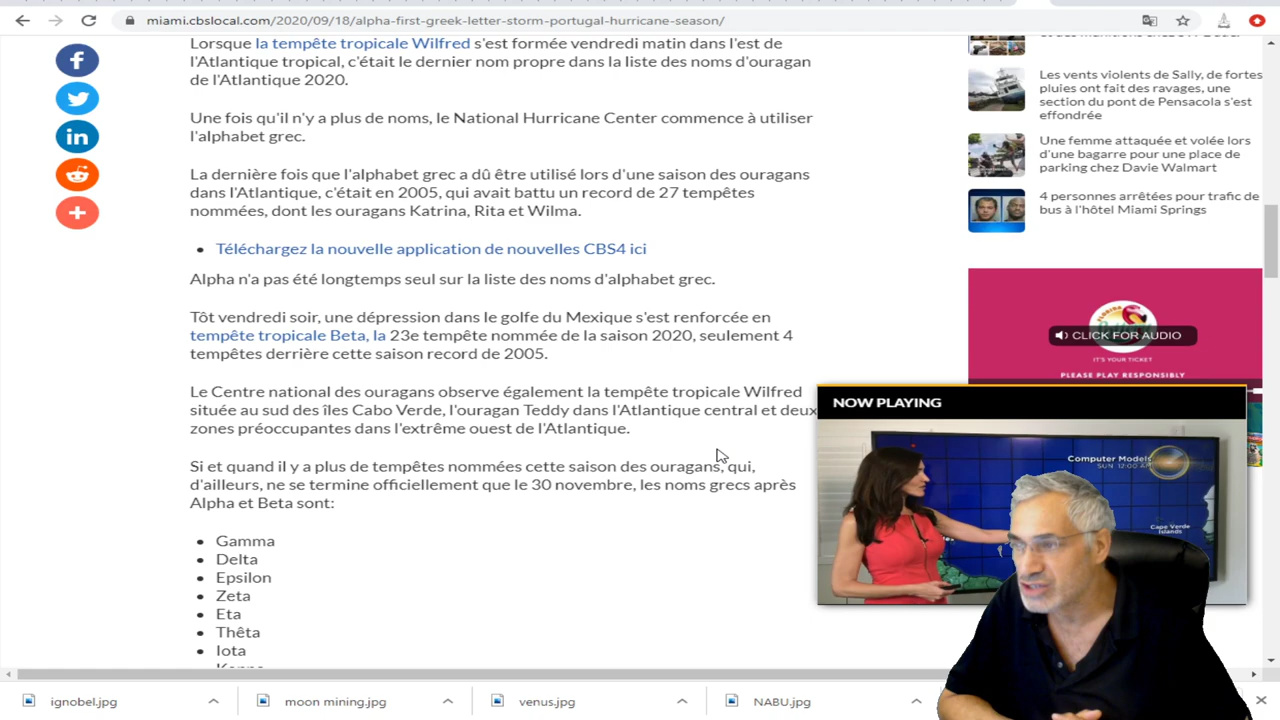 miami.cbslocal.com/2020/09/18/alpha-first-greek-letter-storm-portugal-hurricane-season/
Lorsque la tempête tropicale Wilfred s'est formée vendredi matin dans l'est de
l'Atlantique tropical, c'était le dernier nom propre dans la liste des noms d'ouragan
de l'Atlantique 2020.
Une fois qu'il n'y a plus de noms, le National Hurricane Center commence à utiliser
l'alphabet grec.
La dernière fois que l'alphabet grec a dû être utilisé lors d'une saison des ouragans
dans l'Atlantique, c'était en 2005, qui avait battu un record de 27 tempêtes
nommées, dont les ouragans Katrina, Rita et Wilma.
Téléchargez la nouvelle application de nouvelles CBS4 ici
Alpha n'a pas été longtemps seul sur la liste des noms d'alphabet grec.
Tôt vendredi soir, une dépression dans le golfe du Mexique s'est renforcée en
tempête tropicale Beta, la 23e tempête nommée de la saison 2020, seulement 4
tempêtes derrière cette saison record de 2005.
Le Centre national des ouragans observe également la tempête tropicale Wilfred
située au sud des îles Cabo Verde, l'ouragan Teddy dans l'Atlantique central et deux
zones préoccupantes dans l'extrême ouest de l'Atlantique.
Si et quand il y a plus de tempêtes nommées cette saison des ouragans, qui,
d'ailleurs, ne se termine officiellement que le 30 novembre, les noms grecs après
Alpha et Beta sont:
Gamma
Delta
Epsilon
Zeta
Eta
Thêta
Iota
Les vents violents de Sally, de fortes
pluies ont fait des ravages, une
section du pont de Pensacola s'est
effondrée
Une femme attaquée et volée lors
d'une bagarre pour une place de
parking chez Davie Walmart
4 personnes arrêtées pour trafic de
bus à l'hôtel Miami Springs
FLORIDA
CLICK FOR AUDIO
IT'S YOUR TICKET
PLEASE PLAY RESPONSIBLY
NOW PLAYING
Computer Models
SUN 12:00 AM
Cape Verde
Islands
ignobel.jpg
moon mining.jpg
venus.jpg
NABU.jpg